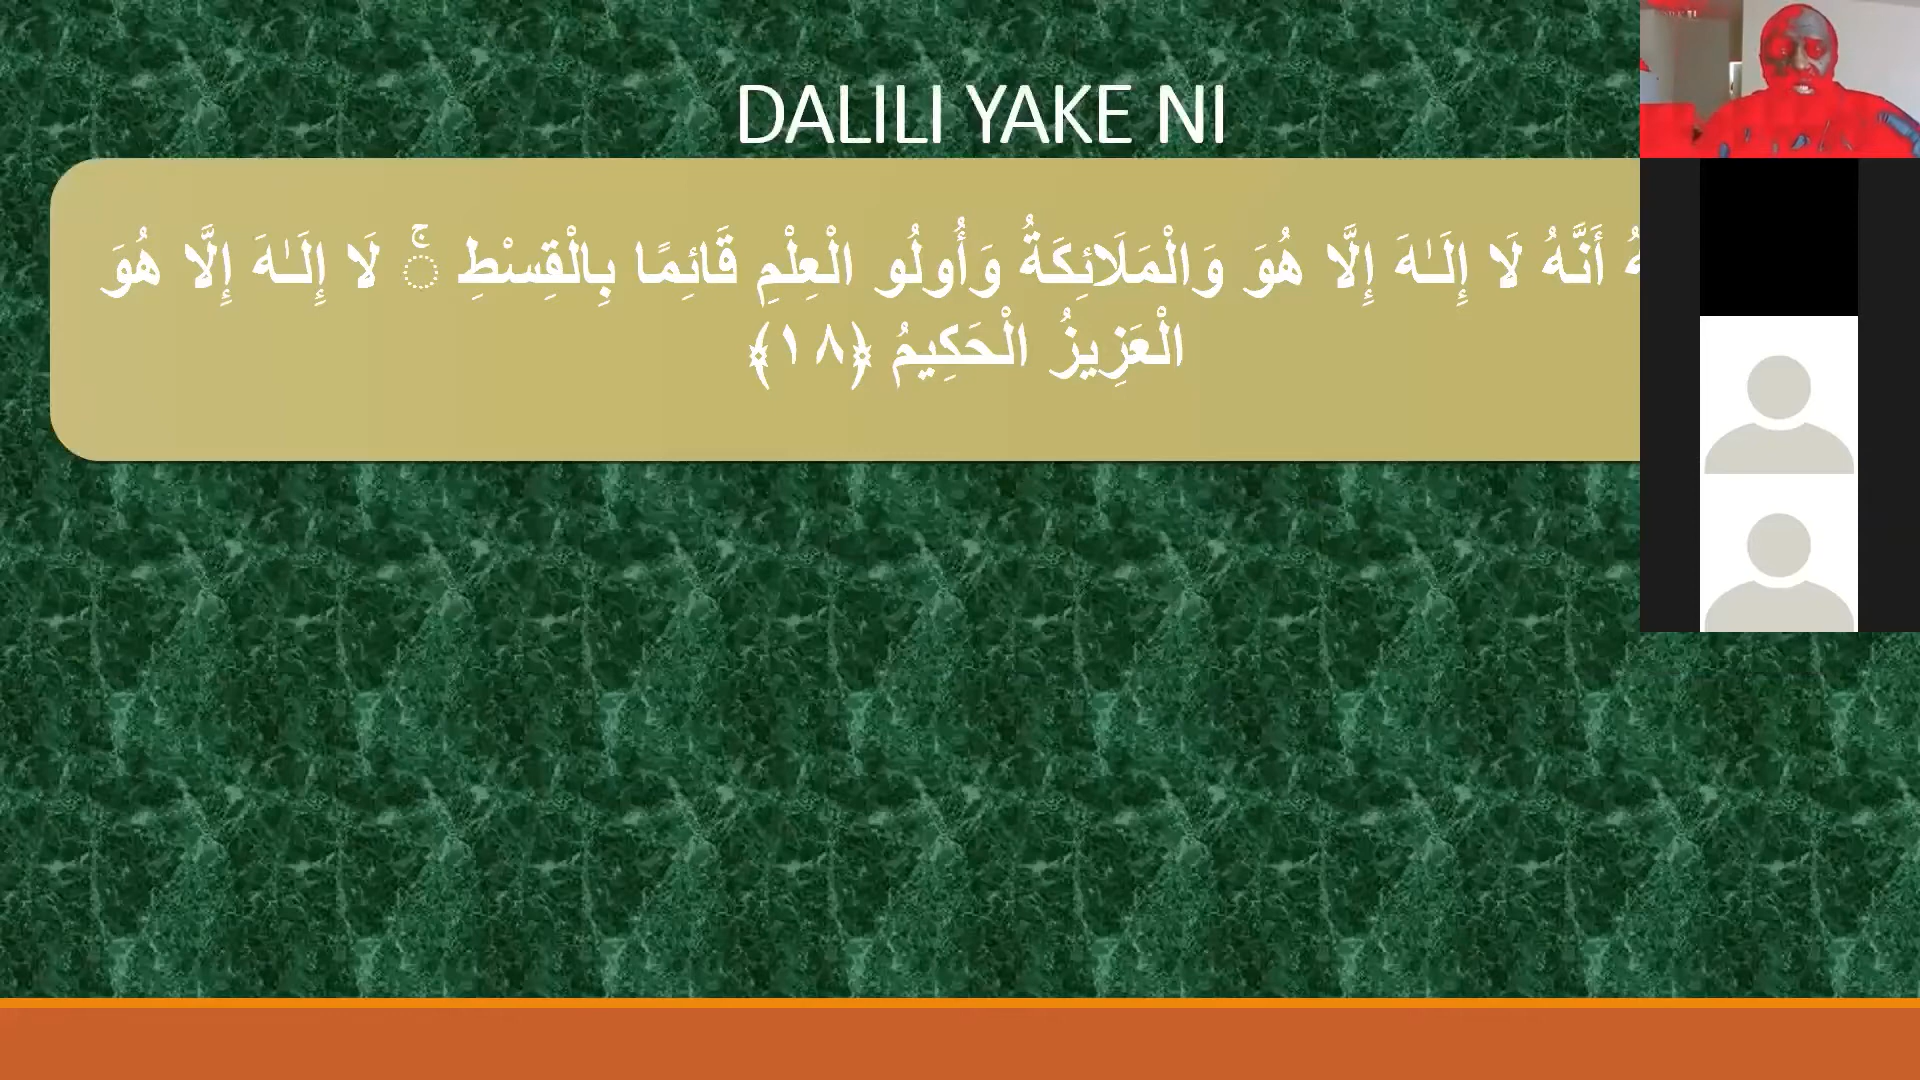 DALILI YAKE NI
أَنَّهُ لَا إِلَـٰهَ إِلَّا هُوَ وَالْمَلَائِكَةُ وَأُولُو الْعِلْمِ قَائِمًا بِالْقِسْطِ ۚ لَا إِلَـٰهَ إِلَّا هُوَ
الْعَزِيزُ الْحَكِيمُ ﴿١٨﴾